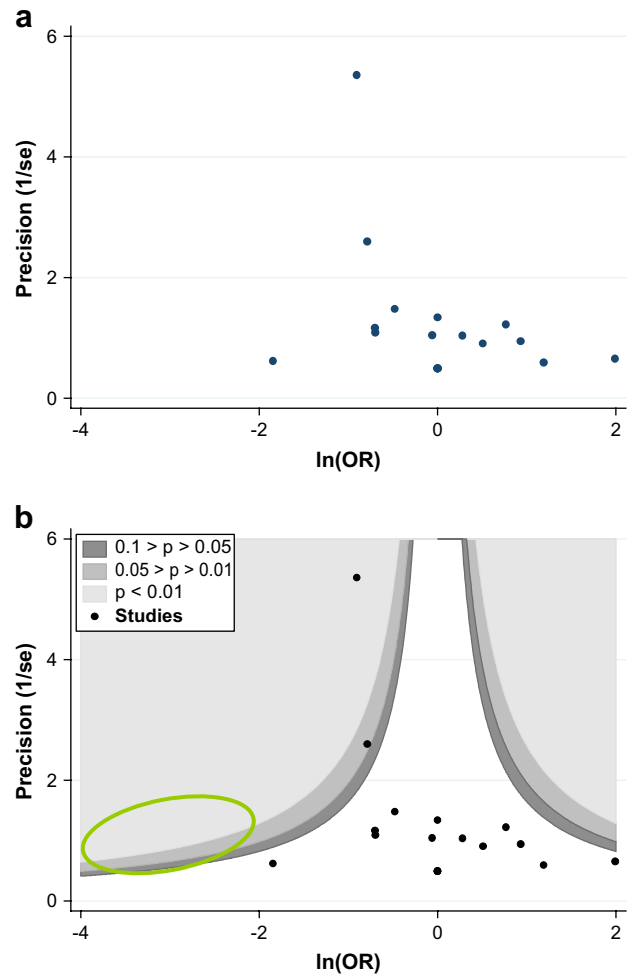 a
6
4
2
0
Precision (1/se)
-4 -2 0 2
ln(OR)
b
6
4
2
0
Precision (1/se)
0.1 > p > 0.05
0.05 > p > 0.01
p < 0.01
Studies
-4 -2 0 2
ln(OR)